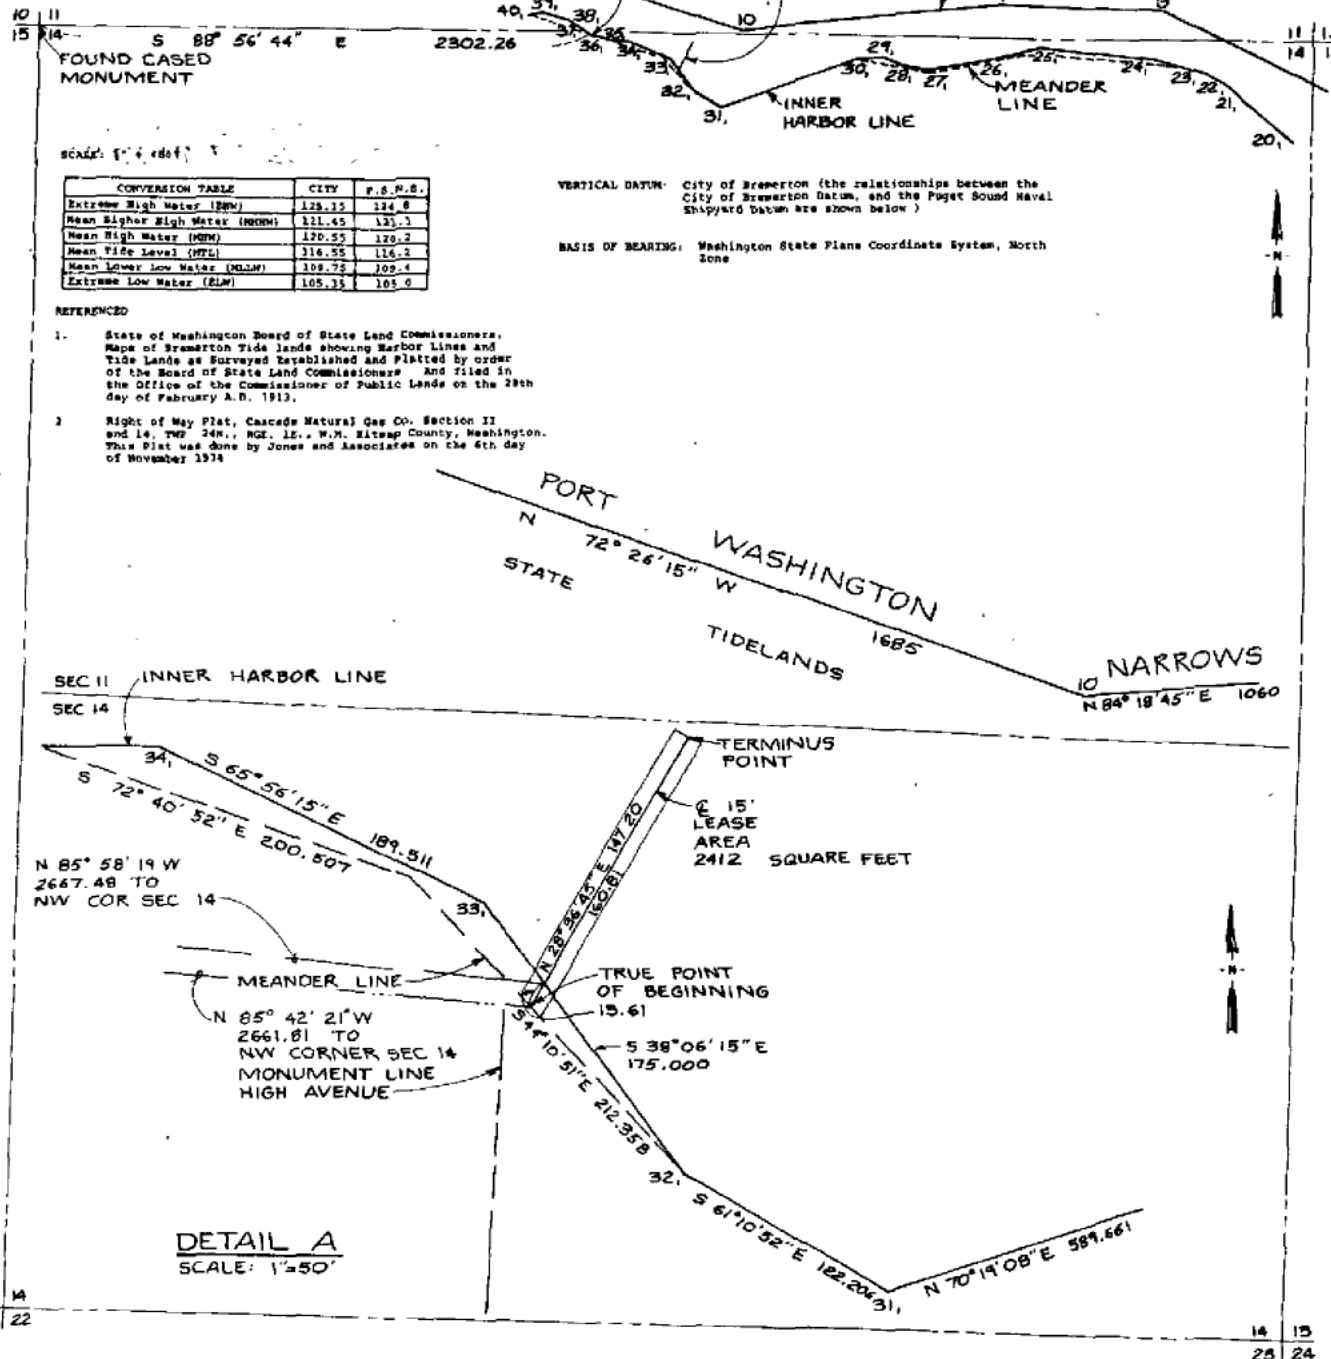 10 11
15 14
S 88° 56' 44" E 2302.26
FOUND CASED
MONUMENT
40,
39,
38,
37,
36,
35
34,
33,
32,
31,
10
30,
29,
28,
27,
26,
25,
24,
23,
22,
21,
20,
11
14
INNER
HARBOR LINE
MEANDER
LINE
SCALE:
CONVERSION TABLE CITY P.S.N.S.
Extreme High Water (EHW) 125.15 124.8
Mean Higher High Water (MHHW) 121.45 121.1
Mean High Water (MHW) 120.55 120.2
Mean Tide Level (MTL) 116.55 116.2
Mean Lower Low Water (MLLW) 109.75 109.4
Extreme Low Water (ELW) 105.35 105.0
VERTICAL DATUM: City of Bremerton (the relationships between the
City of Bremerton Datum, and the Puget Sound Naval
Shipyard Datum are shown below )
BASIS OF BEARING: Washington State Plane Coordinate System, North
Zone
-N-
REFERENCED
1. State of Washington Board of State Land Commissioners,
Maps of Bremerton Tide lands showing Harbor Lines and
Tide Lands as Surveyed Established and Platted by order
of the Board of State Land Commissioners And filed in
the Office of the Commissioner of Public Lands on the 28th
day of February A.D. 1913.
2 Right of Way Plat, Cascade Natural Gas CO. Section II
and 14, TWP 24N., RGE. 1E., W.M. Kitsap County, Washington.
This Plat was done by Jones and Associates on the 6th day
of November
PORT WASHINGTON NARROWS
N 72° 26' 15" W 1685
STATE TIDELANDS
10
N 84° 18' 45" E 1060
SEC 11
SEC 14
INNER HARBOR LINE
34,
S 65° 56' 15" E 189.511
S 72° 40' 52" E 200.507
TERMINUS
POINT
℄ 15'
LEASE
AREA
2412 SQUARE FEET
N 28° 36' 45" E 147.20
160.81
N 85° 58' 19 W
2667.48 TO
NW COR SEC 14
33,
MEANDER LINE
TRUE POINT
OF BEGINNING
13.61
N 85° 42' 21" W
2661.81 TO
NW CORNER SEC 14
MONUMENT LINE
HIGH AVENUE
S 38° 06' 15" E
175.000
S 44° 10' 51" E 212.358
-N-
32,
S 61° 10' 52" E 122.206
31,
N 70° 19' 08" E 589.661
DETAIL A
SCALE: 1"=50'
14
22
14 13
23 24